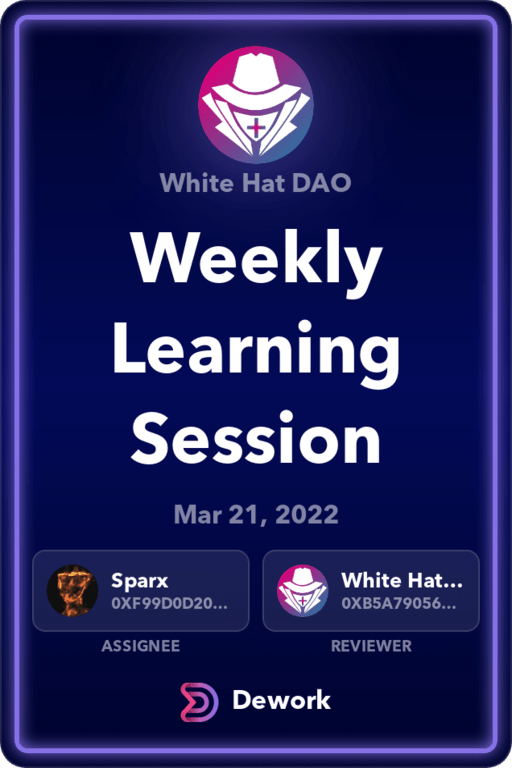 White Hat DAO
Weekly
Learning
Session
Mar 21, 2022
Sparx
0XF99D0D20...
ASSIGNEE
White Hat...
0XB5A79056...
REVIEWER
Dework